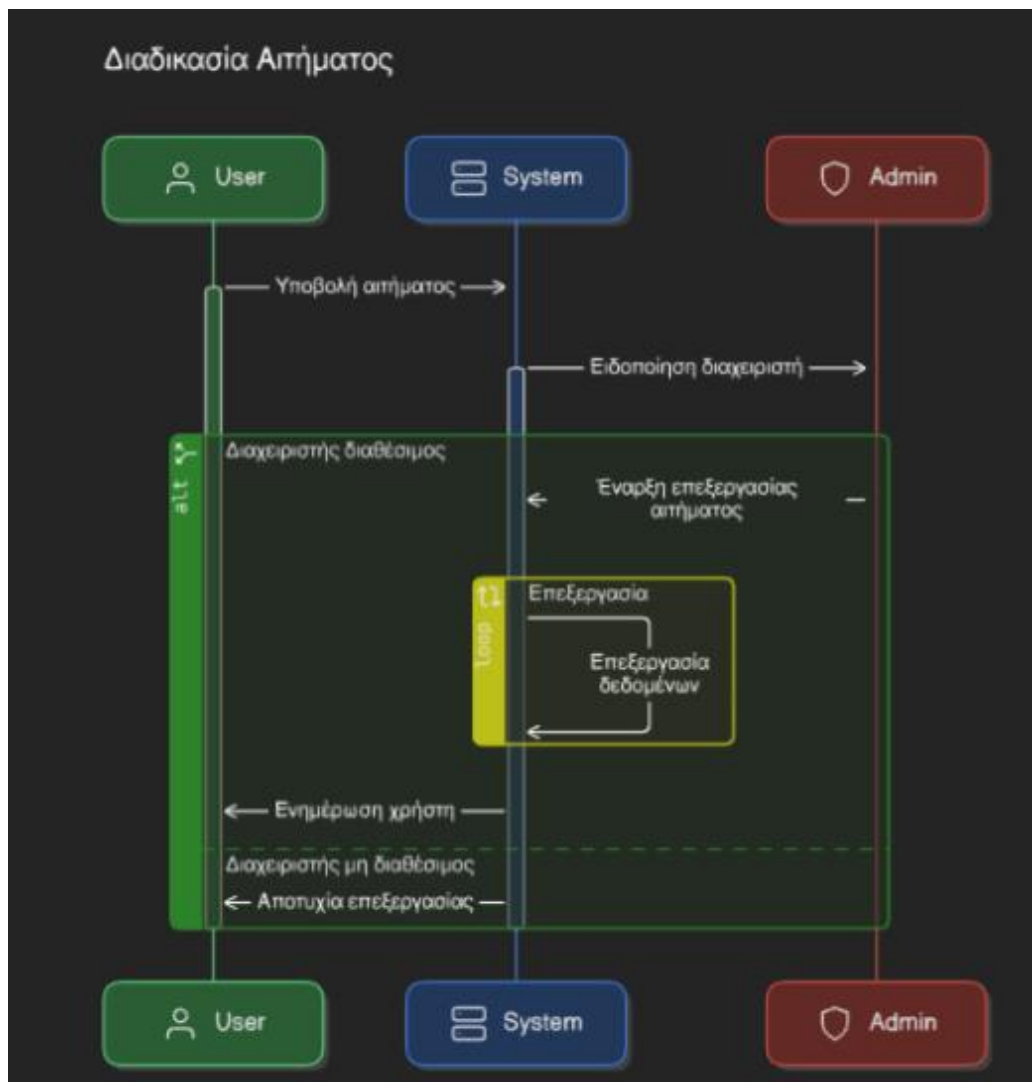 Διαδικασία Αιτήματος
User
System
Admin
Υποβολή αιτήματος
Ειδοποίηση διαχειριστή
alt
Διαχειριστής διαθέσιμος
Έναρξη επεξεργασίας
αιτήματος
loop
Επεξεργασία
Επεξεργασία
δεδομένων
Ενημέρωση χρήστη
Διαχειριστής μη διαθέσιμος
Αποτυχία επεξεργασίας
User
System
Admin